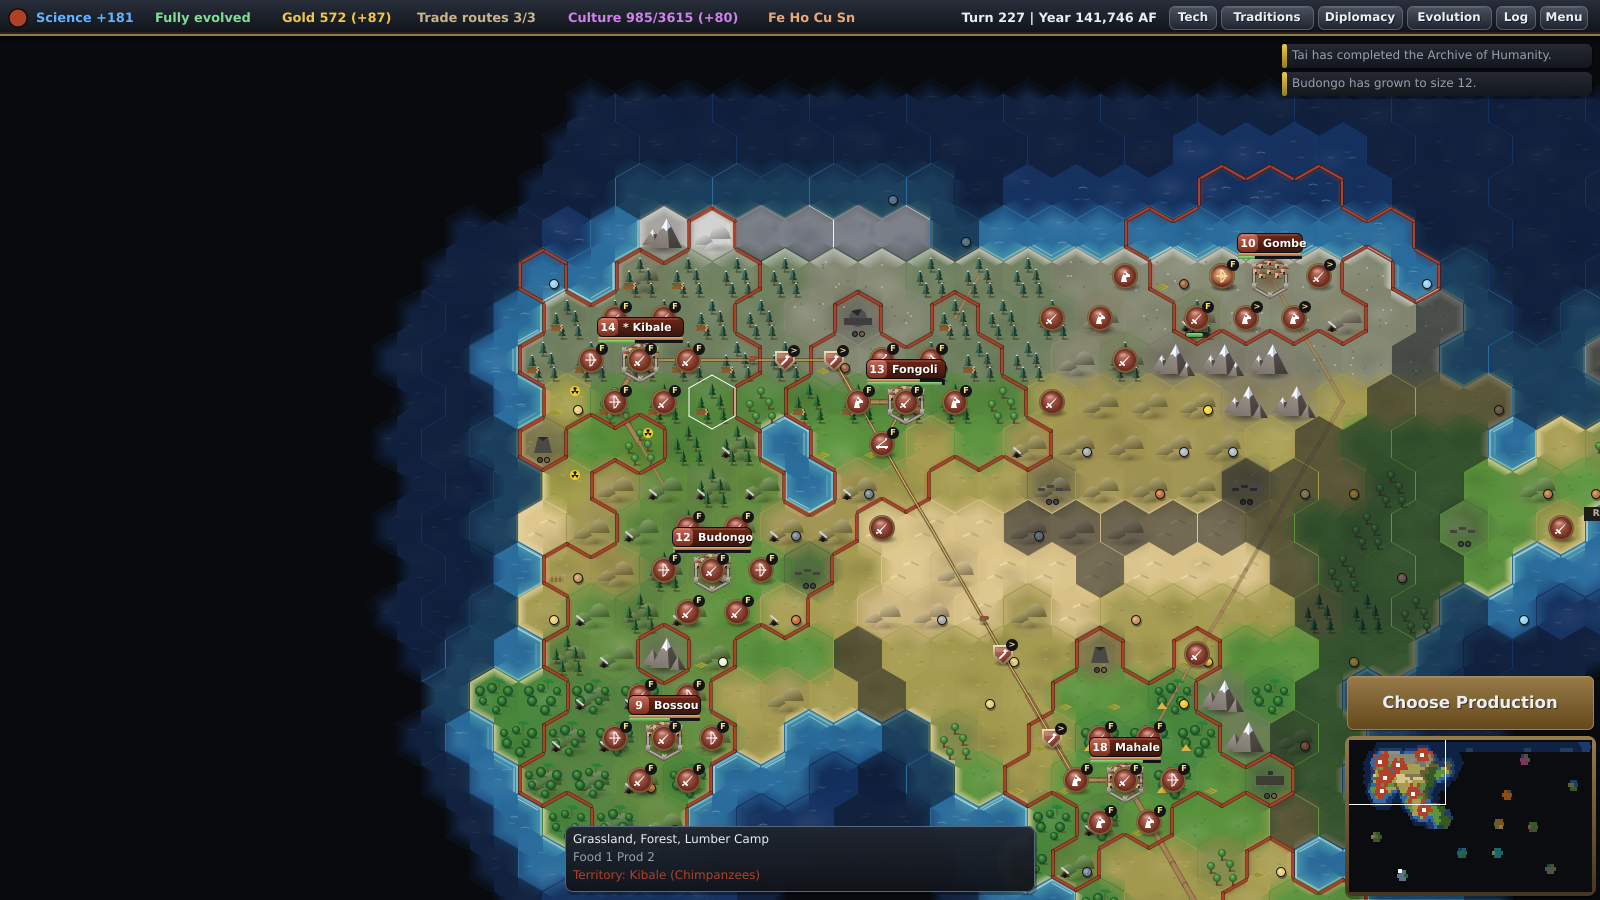 Science +181 Fully evolved Gold 572 (+87) Trade routes 3/3 Culture 985/3615 (+80) Fe Ho Cu Sn Turn 227 | Year 141,746 AF Tech Traditions Diplomacy Evolution Log Menu
Tai has completed the Archive of Humanity.
Budongo has grown to size 12.
10 Gombe
14 * Kibale
13 Fongoli
12 Budongo
9 Bossou
18 Mahale
Choose Production
Grassland, Forest, Lumber Camp
Food 1 Prod 2
Territory: Kibale (Chimpanzees)